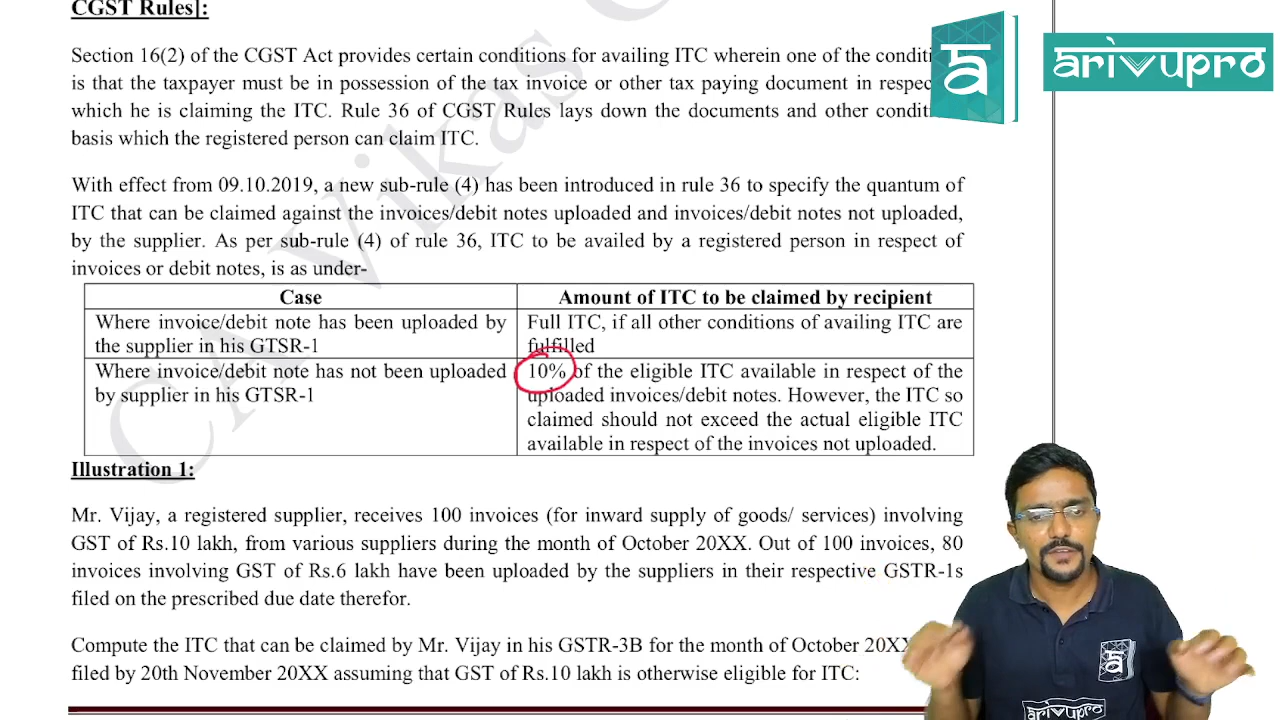 CGST Rules]:
Section 16(2) of the CGST Act provides certain conditions for availing ITC wherein one of the
is that the taxpayer must be in possession of the tax invoice or other tax paying document in
which he is claiming the ITC. Rule 36 of CGST Rules lays down the documents and other
basis which the registered person can claim ITC.
With effect from 09.10.2019, a new sub-rule (4) has been introduced in rule 36 to specify the quantum of
ITC that can be claimed against the invoices/debit notes uploaded and invoices/debit notes not uploaded,
by the supplier. As per sub-rule (4) of rule 36, ITC to be availed by a registered person in respect of
invoices or debit notes, is as under-
Case
Amount of ITC to be claimed by recipient
Where invoice/debit note has been uploaded by
the supplier in his GTSR-1
Full ITC, if all other conditions of availing ITC are
fulfilled
Where invoice/debit note has not been uploaded
by supplier in his GTSR-1
10% of the eligible ITC available in respect of the
uploaded invoices/debit notes. However, the ITC so
claimed should not exceed the actual eligible ITC
available in respect of the invoices not uploaded.
Illustration 1:
Mr. Vijay, a registered supplier, receives 100 invoices (for inward supply of goods/ services) involving
GST of Rs.10 lakh, from various suppliers during the month of October 20XX. Out of 100 invoices, 80
invoices involving GST of Rs.6 lakh have been uploaded by the suppliers in their respective GSTR-1s
filed on the prescribed due date therefor.
Compute the ITC that can be claimed by Mr. Vijay in his GSTR-3B for the month of October 20XX
filed by 20th November 20XX assuming that GST of Rs.10 lakh is otherwise eligible for ITC:
CA Vikas
arivupro
arivupro